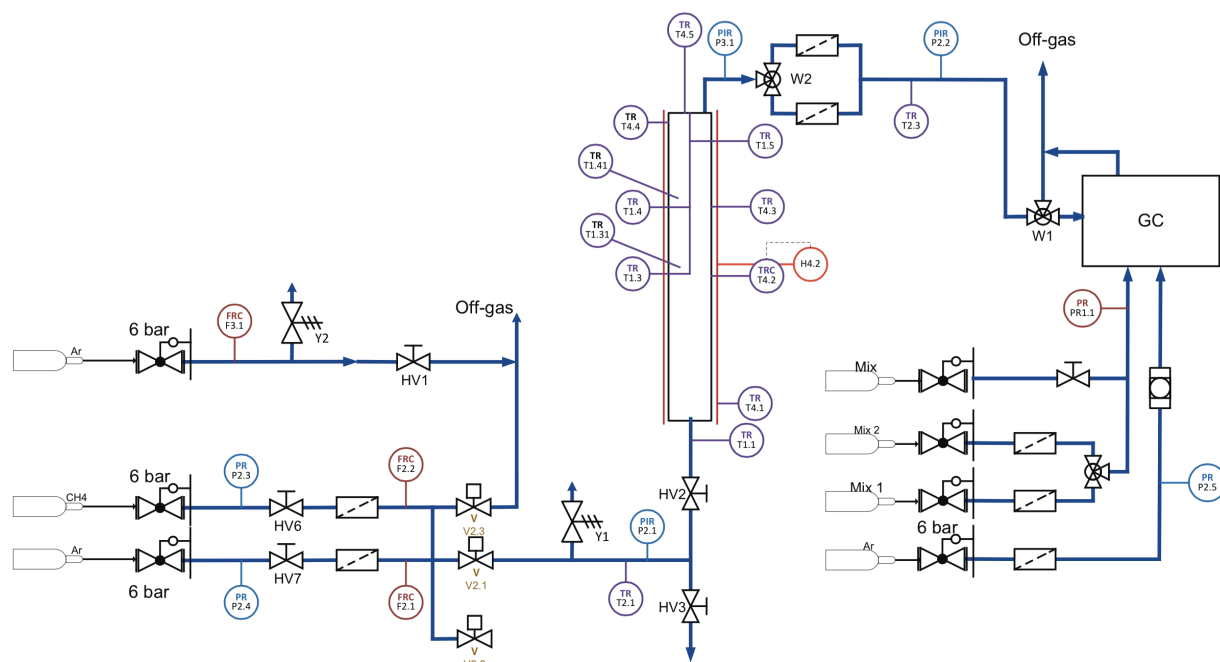 TR
T4.5
PIR
P3.1
PIR
P2.2
Off-gas
W2
TR
T4.4
TR
T1.5
TR
T2.3
TR
T1.41
TR
T1.4
TR
T4.3
GC
W1
TR
T1.31
TR
T1.3
TRC
T4.2
H4.2
Off-gas
PR
PR1.1
6 bar
FRC
F3.1
Y2
Ar
HV1
Mix
TR
T4.1
TR
T1.1
Mix 2
6 bar
PR
P2.3
FRC
F2.2
CH4
HV6
V
V2.3
HV2
Mix 1
PR
P2.5
Y1
PIR
P2.1
6 bar
Ar
HV7
V
V2.1
Ar
6 bar
PR
P2.4
FRC
F2.1
TR
T2.1
HV3
V